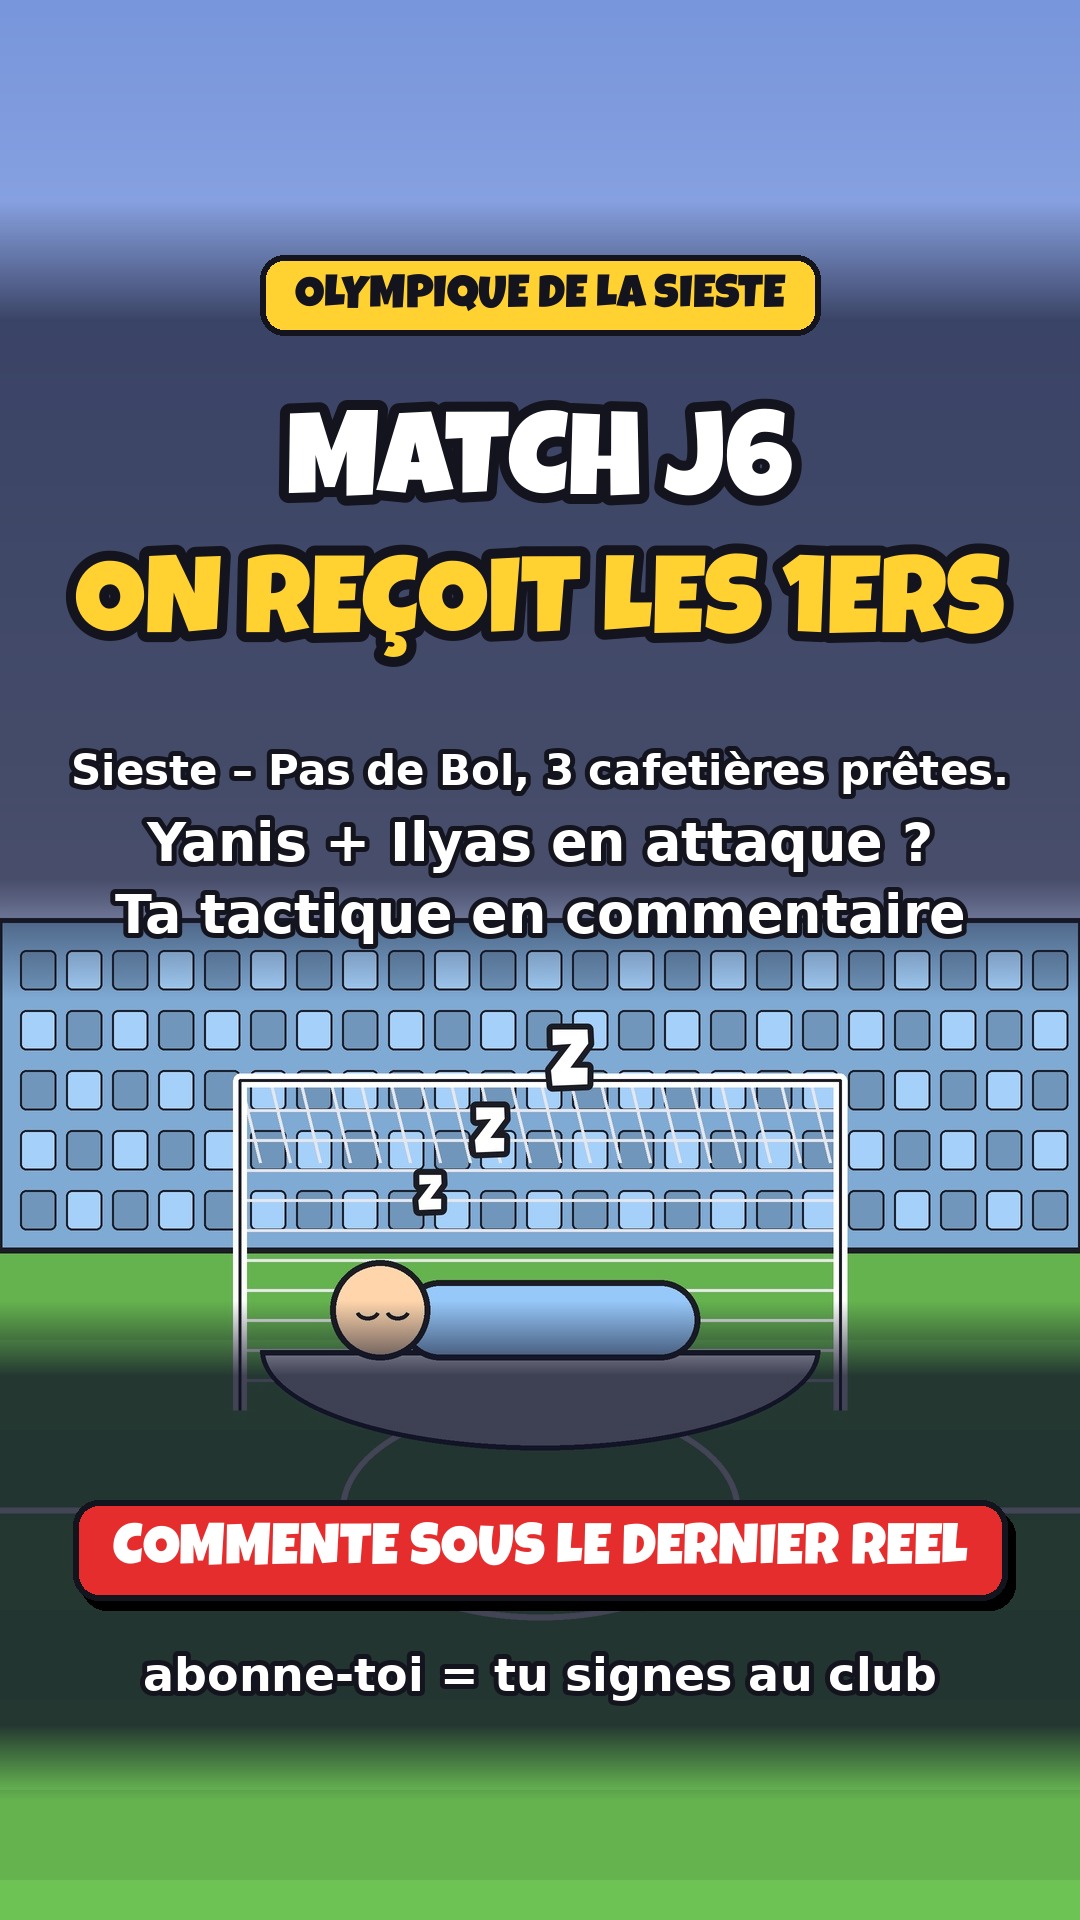 OLYMPIQUE DE LA SIESTE
MATCH J6
ON REÇOIT LES 1ERS
Sieste – Pas de Bol, 3 cafetières prêtes.
Yanis + Ilyas en attaque ?
Ta tactique en commentaire
Z
Z
Z
COMMENTE SOUS LE DERNIER REEL
abonne-toi = tu signes au club